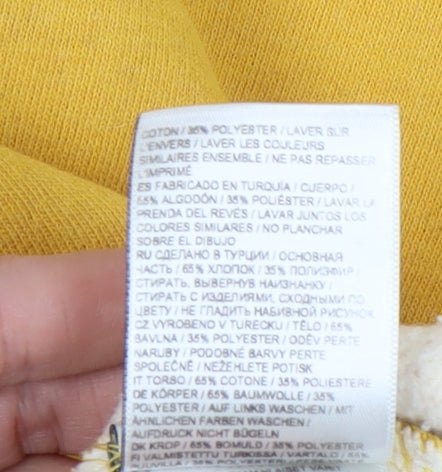 COTON / 35% POLYESTER / LAVER SUR
L'ENVERS / LAVER LES COULEURS
SIMILAIRES ENSEMBLE / NE PAS REPASSER
L'IMPRIMÉ
ES FABRICADO EN TURQUÍA / CUERPO /
65% ALGODÓN / 35% POLIÉSTER / LAVAR LA
PRENDA DEL REVÉS / LAVAR JUNTOS LOS
COLORES SIMILARES / NO PLANCHAR
SOBRE EL DIBUJO
RU СДЕЛАНО В ТУРЦИИ / ОСНОВНАЯ
ЧАСТЬ / 65% ХЛОПОК / 35% ПОЛИЭФИР /
СТИРАТЬ, ВЫВЕРНУВ НАИЗНАНКУ /
СТИРАТЬ С ИЗДЕЛИЯМИ, СХОДНЫМИ ПО
ЦВЕТУ / НЕ ГЛАДИТЬ НАБИВНОЙ РИСУНОК
CZ VYROBENO V TURECKU / TĚLO / 65%
BAVLNA / 35% POLYESTER / ODĚV PERTE
NARUBY / PODOBNÉ BARVY PERTE
SPOLEČNĚ / NEŽEHLETE POTISK
IT TORSO / 65% COTONE / 35% POLIESTERE
DE KÖRPER / 65% BAUMWOLLE / 35%
POLYESTER / AUF LINKS WASCHEN / MIT
ÄHNLICHEN FARBEN WASCHEN /
AUFDRUCK NICHT BÜGELN
DK KROP / 65% BOMULD / 35% POLYESTER
FI VALMISTETTU TURKISSA / VARTALO / 65%
PUUVILLA / 35% POLYESTER